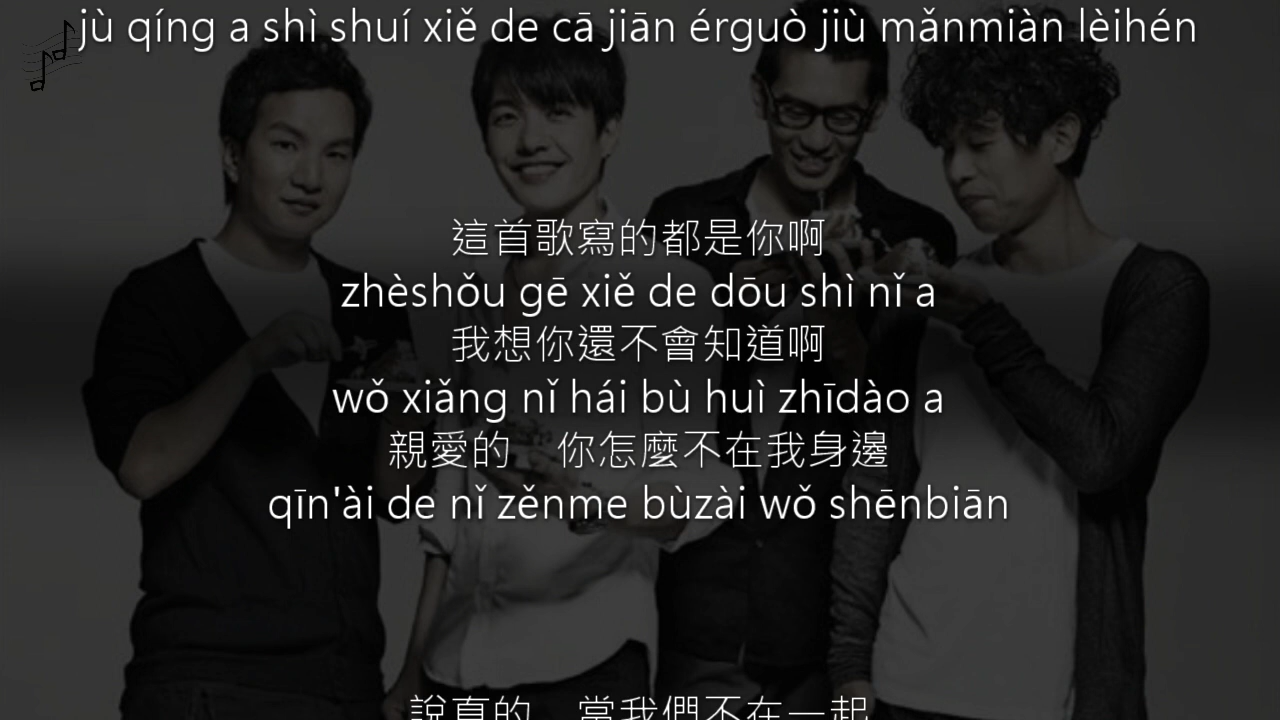 jù qíng a shì shuí xiě de cā jiān érguò jiù mǎnmiàn lèihén
這首歌寫的都是你啊
zhèshǒu gē xiě de dōu shì nǐ a
我想你還不會知道啊
wǒ xiǎng nǐ hái bù huì zhīdào a
親愛的　你怎麼不在我身邊
qīn'ài de nǐ zěnme bùzài wǒ shēnbiān
說真的　當我們不在一起